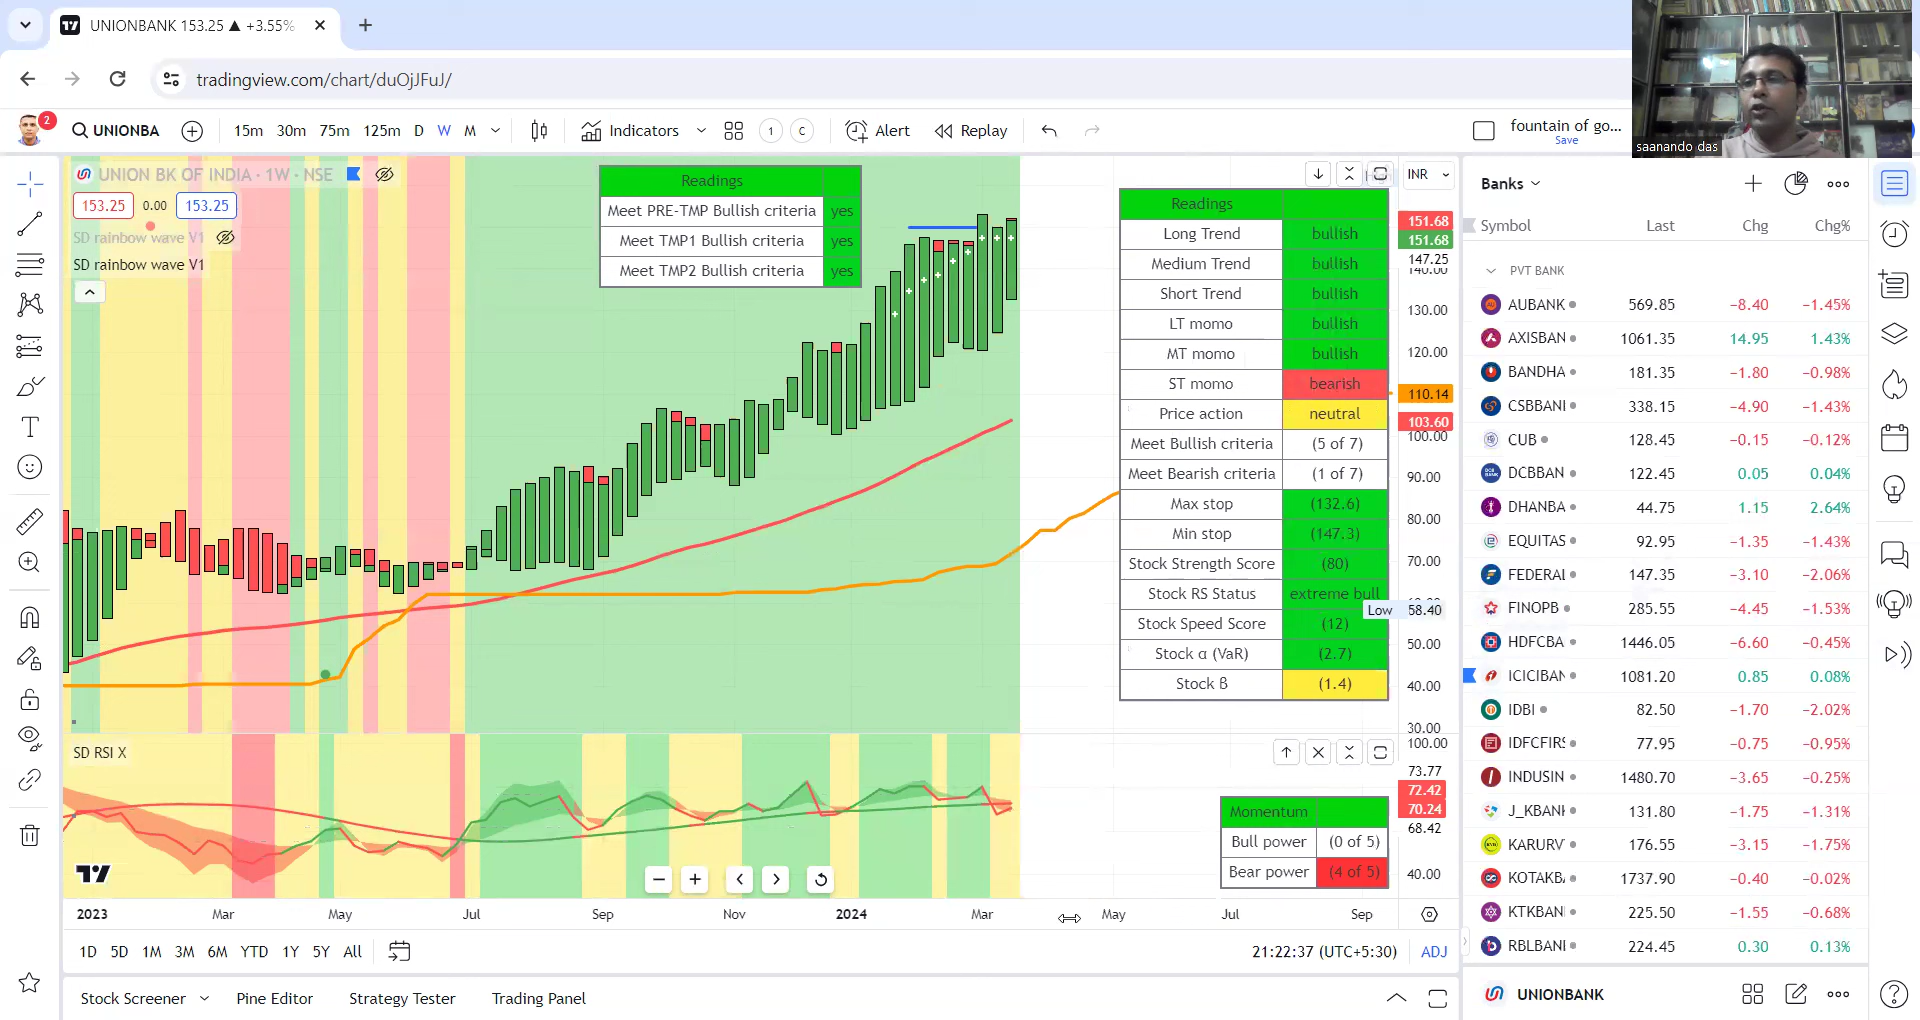 UNIONBANK 153.25 ▲ +3.55%
tradingview.com/chart/duOjJFuJ/
saanando das
2
UNIONBA
15m 30m 75m 125m D W M
Indicators
1
C
Alert
Replay
fountain of go...
Save
UNION BK OF INDIA · 1W · NSE
153.25 0.00 153.25
SD rainbow wave V1
SD rainbow wave V1
Readings
Meet PRE-TMP Bullish criteria yes
Meet TMP1 Bullish criteria yes
Meet TMP2 Bullish criteria yes
Readings
Long Trend bullish
Medium Trend bullish
Short Trend bullish
LT momo bullish
MT momo bullish
ST momo bearish
Price action neutral
Meet Bullish criteria (5 of 7)
Meet Bearish criteria (1 of 7)
Max stop (132.6)
Min stop (147.3)
Stock Strength Score (80)
Stock RS Status extreme bull
Stock Speed Score (12)
Stock α (VaR) (2.7)
Stock β (1.4)
INR
151.68
151.68
147.25
140.00
130.00
120.00
110.14
103.60
100.00
90.00
80.00
70.00
Low 58.40
50.00
40.00
30.00
SD RSI X
100.00
73.77
72.42
70.24
68.42
40.00
Momentum
Bull power (0 of 5)
Bear power (4 of 5)
2023 Mar May Jul Sep Nov 2024 Mar May Jul Sep
1D 5D 1M 3M 6M YTD 1Y 5Y All
21:22:37 (UTC+5:30) ADJ
Stock Screener Pine Editor Strategy Tester Trading Panel
Banks
Symbol Last Chg Chg%
PVT BANK
AUBANK 569.85 −8.40 −1.45%
AXISBAN 1061.35 14.95 1.43%
BANDHA 181.35 −1.80 −0.98%
CSBBANI 338.15 −4.90 −1.43%
CUB 128.45 −0.15 −0.12%
DCBBAN 122.45 0.05 0.04%
DHANBA 44.75 1.15 2.64%
EQUITAS 92.95 −1.35 −1.43%
FEDERAL 147.35 −3.10 −2.06%
FINOPB 285.55 −4.45 −1.53%
HDFCBA 1446.05 −6.60 −0.45%
ICICIBAN 1081.20 0.85 0.08%
IDBI 82.50 −1.70 −2.02%
IDFCFIRS 77.95 −0.75 −0.95%
INDUSIN 1480.70 −3.65 −0.25%
J_KBANK 131.80 −1.75 −1.31%
KARURV 176.55 −3.15 −1.75%
KOTAKBA 1737.90 −0.40 −0.02%
KTKBAN 225.50 −1.55 −0.68%
RBLBANI 224.45 0.30 0.13%
UNIONBANK